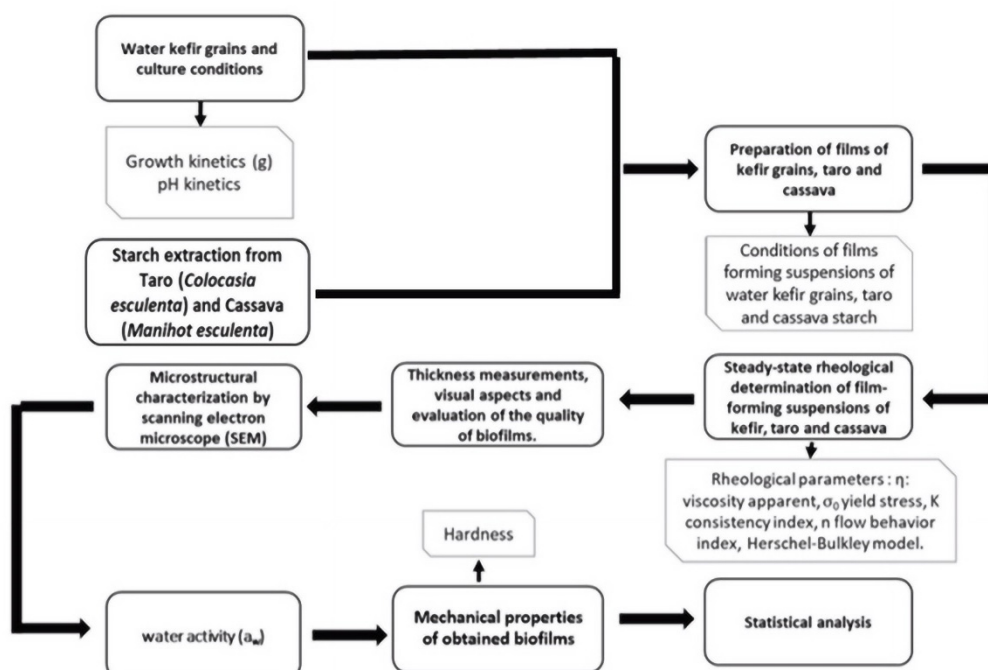 Water kefir grains and
culture conditions
Growth kinetics (g)
pH kinetics
Starch extraction from
Taro (Colocasia
esculenta) and Cassava
(Manihot esculenta)
Preparation of films of
kefir grains, taro and
cassava
Conditions of films
forming suspensions of
water kefir grains, taro
and cassava starch
Steady-state rheological
determination of film-
forming suspensions of
kefir, taro and cassava
Rheological parameters : η:
viscosity apparent, σ₀ yield stress, K
consistency index, n flow behavior
index, Herschel-Bulkley model.
Thickness measurements,
visual aspects and
evaluation of the quality
of biofilms.
Microstructural
characterization by
scanning electron
microscope (SEM)
water activity (aw)
Hardness
Mechanical properties
of obtained biofilms
Statistical analysis